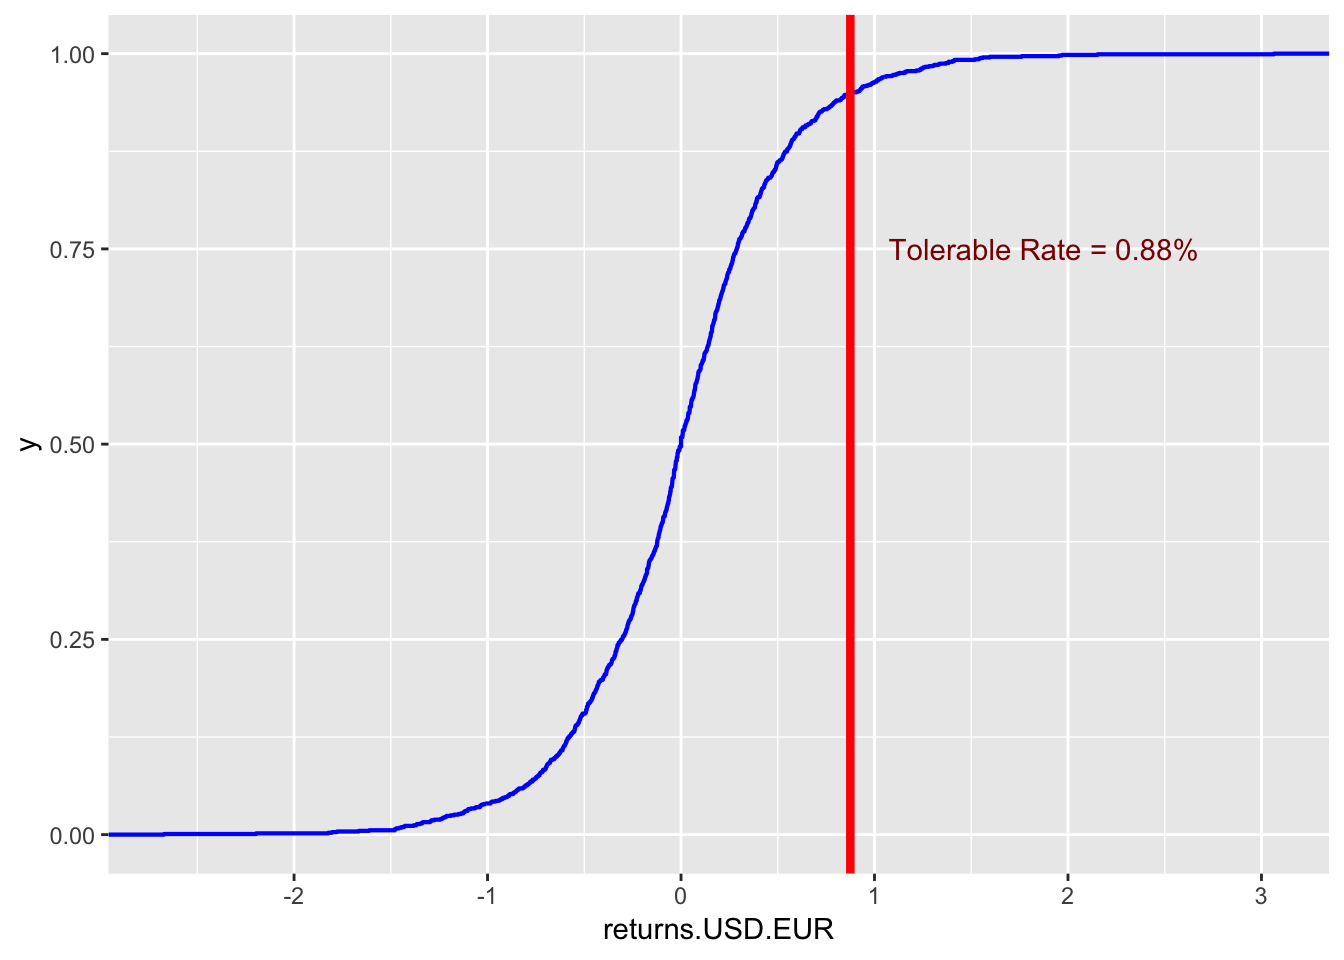 1.00
0.75
0.50
0.25
0.00
y
Tolerable Rate = 0.88%
-2 -1 0 1 2 3
returns.USD.EUR